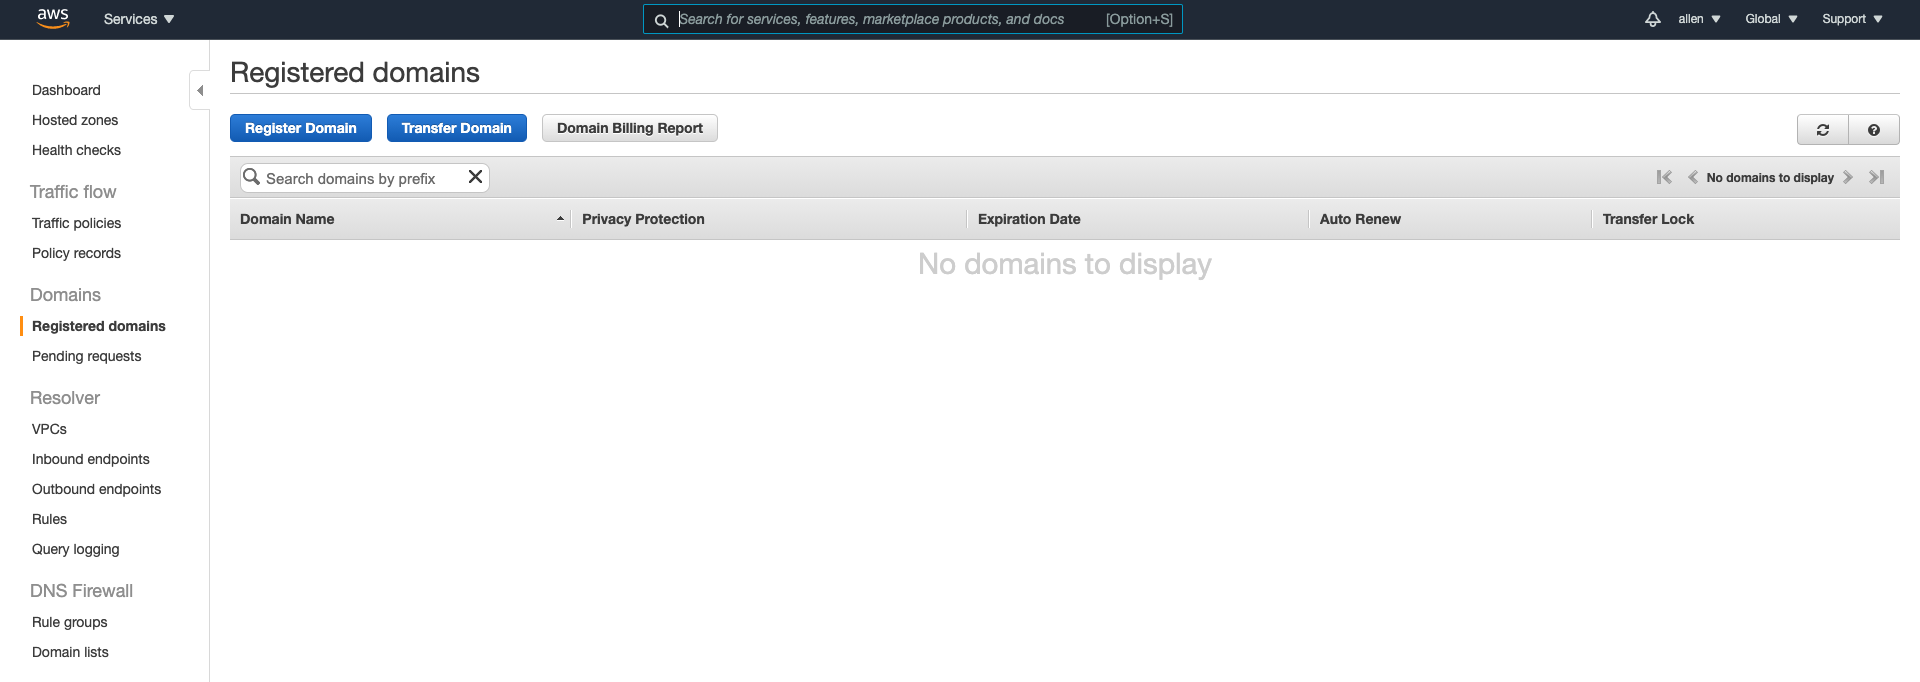 aws
Services
Search for services, features, marketplace products, and docs
[Option+S]
allen
Global
Support
Dashboard
Hosted zones
Health checks
Traffic flow
Traffic policies
Policy records
Domains
Registered domains
Pending requests
Resolver
VPCs
Inbound endpoints
Outbound endpoints
Rules
Query logging
DNS Firewall
Rule groups
Domain lists
Registered domains
Register Domain
Transfer Domain
Domain Billing Report
Search domains by prefix
No domains to display
Domain Name
Privacy Protection
Expiration Date
Auto Renew
Transfer Lock
No domains to display